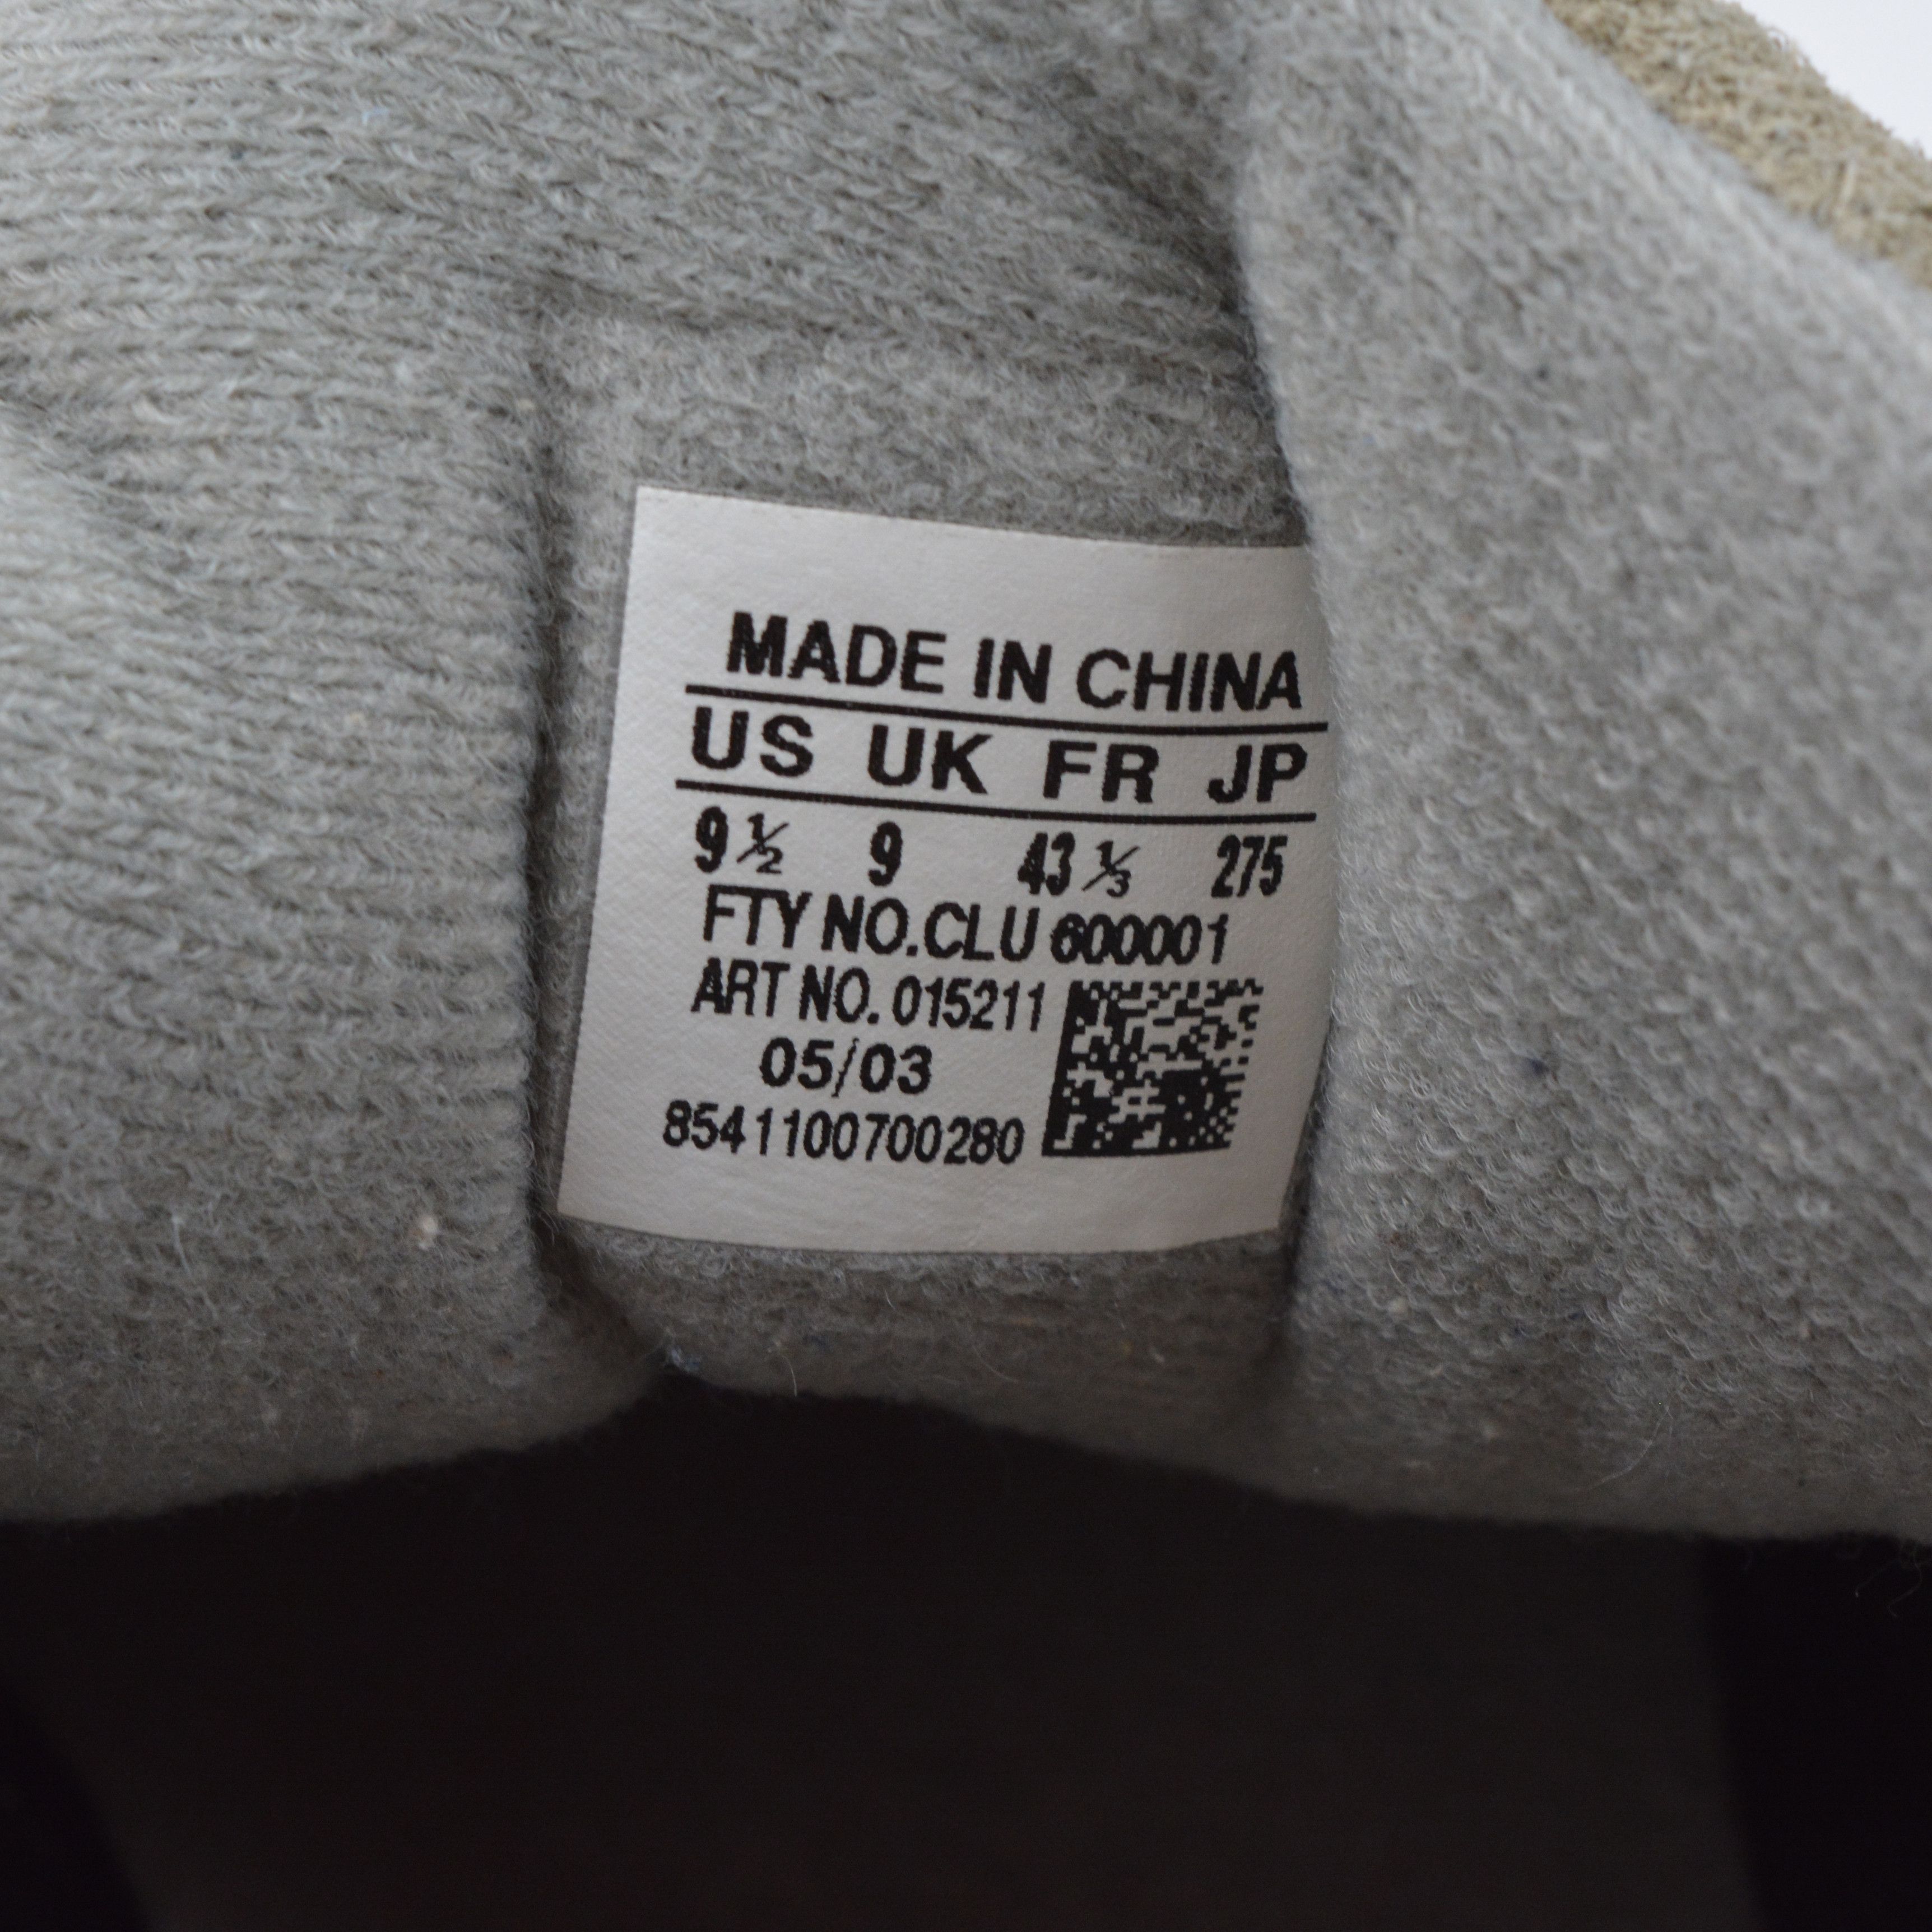 MADE IN CHINA
US UK FR JP
9 ½ 9 43 ⅓ 275
FTY NO.CLU 600001
ART NO. 015211
05/03
8541100700280